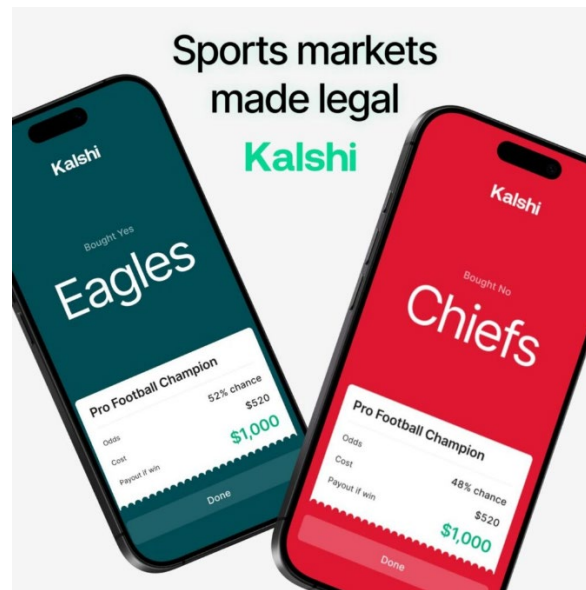 Sports markets
made legal
Kalshi
Kalshi
Bought Yes
Eagles
Pro Football Champion
Odds 52% chance
Cost $520
Payout if win $1,000
Done
Kalshi
Bought No
Chiefs
Pro Football Champion
Odds 48% chance
Cost $520
Payout if win $1,000
Done